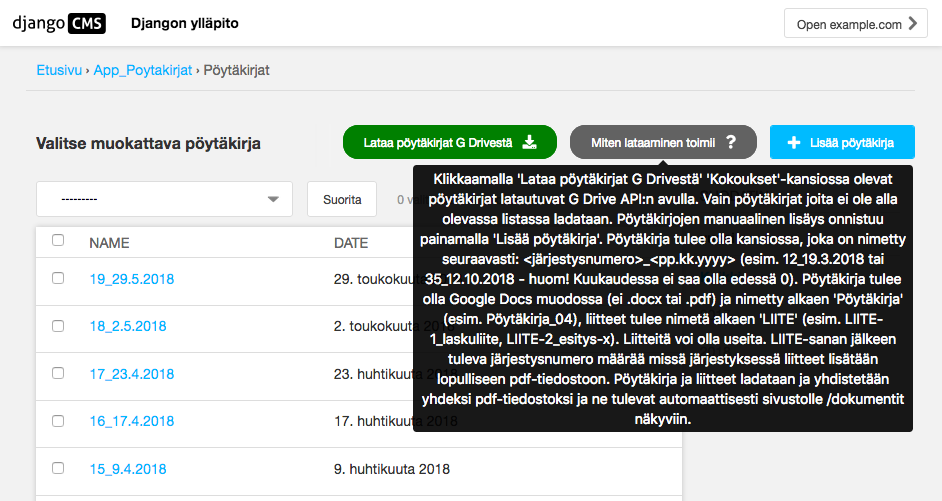 django CMS Djangon ylläpito
Open example.com
Etusivu › App_Poytakirjat › Pöytäkirjat
Valitse muokattava pöytäkirja
Lataa pöytäkirjat G Drivestä
Miten lataaminen toimii ?
Lisää pöytäkirja
---------
Suorita
0 v
Klikkaamalla 'Lataa pöytäkirjat G Drivestä' 'Kokoukset'-kansiossa olevat
pöytäkirjat latautuvat G Drive API:n avulla. Vain pöytäkirjat joita ei ole alla
olevassa listassa ladataan. Pöytäkirjojen manuaalinen lisäys onnistuu
painamalla 'Lisää pöytäkirja'. Pöytäkirja tulee olla kansiossa, joka on nimetty
seuraavasti: <järjestysnumero>_<pp.kk.yyyy> (esim. 12_19.3.2018 tai
35_12.10.2018 - huom! Kuukaudessa ei saa olla edessä 0). Pöytäkirja tulee
olla Google Docs muodossa (ei .docx tai .pdf) ja nimetty alkaen 'Pöytäkirja'
(esim. Pöytäkirja_04), liitteet tulee nimetä alkaen 'LIITE' (esim. LIITE-
1_laskuliite, LIITE-2_esitys-x). Liitteitä voi olla useita. LIITE-sanan jälkeen
tuleva järjestysnumero määrää missä järjestyksessä liitteet lisätään
lopulliseen pdf-tiedostoon. Pöytäkirja ja liitteet ladataan ja yhdistetään
yhdeksi pdf-tiedostoksi ja ne tulevat automaattisesti sivustolle /dokumentit
näkyviin.
NAME DATE
19_29.5.2018 29. toukokuuta 2018
18_2.5.2018 2. toukokuuta 2018
17_23.4.2018 23. huhtikuuta 2018
16_17.4.2018 17. huhtikuuta 2018
15_9.4.2018 9. huhtikuuta 2018